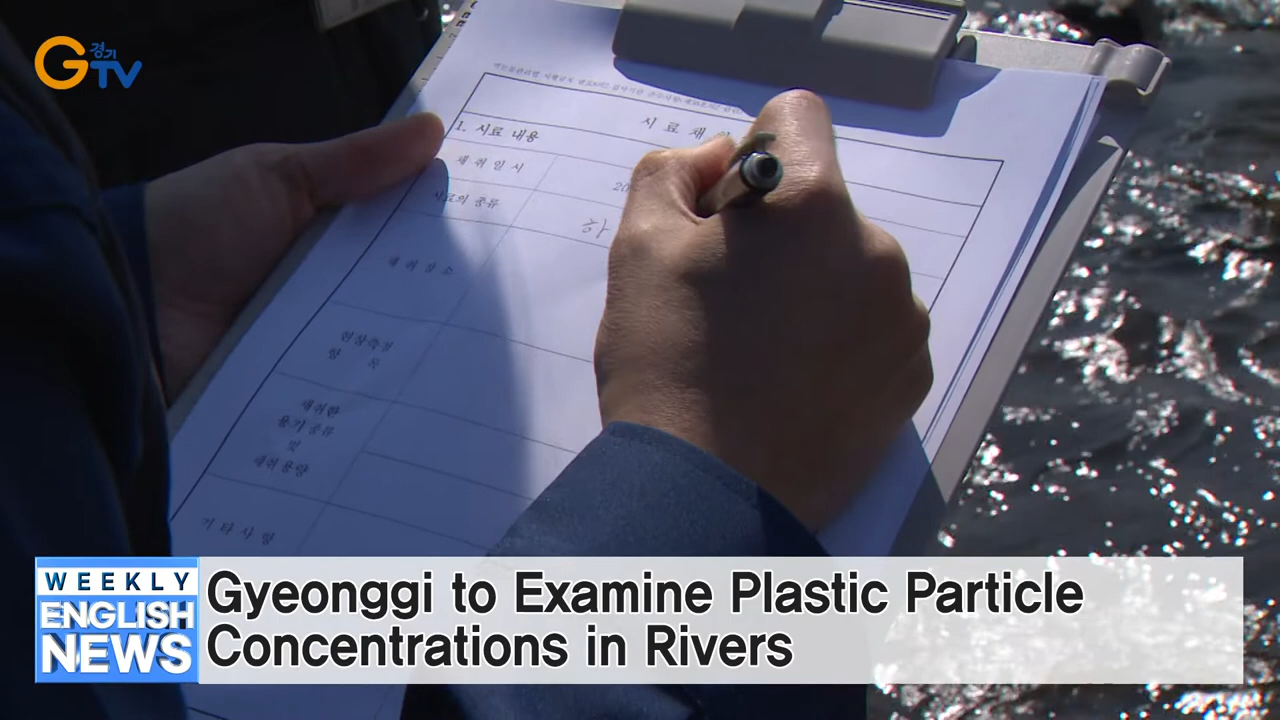 경기
GTV
시 료 채
1. 시료 내용
채 취 일 시
20
시료의 종류
하
채 취 장 소
현장측정
항 목
채취한
용기 종류
및
채취용량
기 타 사 항
WEEKLY
ENGLISH
NEWS
Gyeonggi to Examine Plastic Particle
Concentrations in Rivers